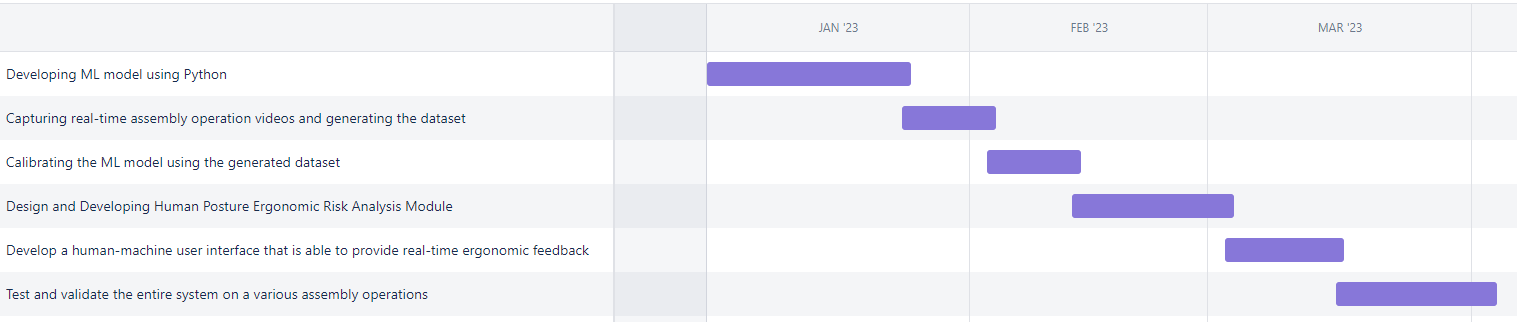 JAN '23 FEB '23 MAR '23
Developing ML model using Python
Capturing real-time assembly operation videos and generating the dataset
Calibrating the ML model using the generated dataset
Design and Developing Human Posture Ergonomic Risk Analysis Module
Develop a human-machine user interface that is able to provide real-time ergonomic feedback
Test and validate the entire system on a various assembly operations